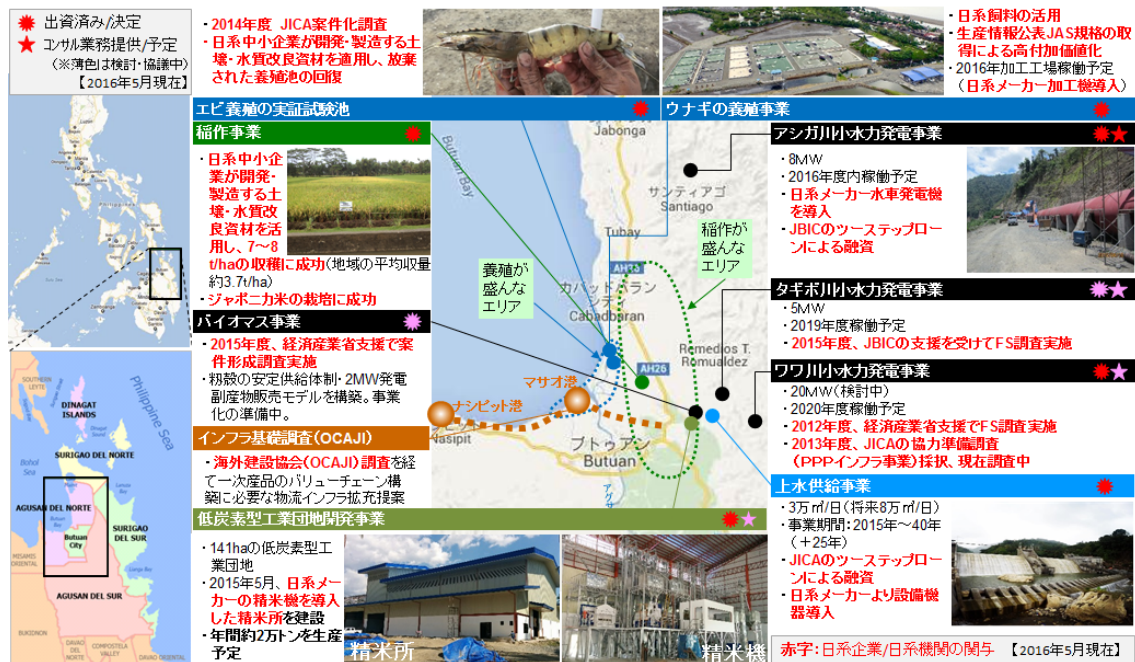 出資済み/決定
コンサル業務提供/予定
(※薄色は検討・協議中)
【2016年5月現在】
・2014年度 JICA案件化調査
・日系中小企業が開発・製造する土
壌・水質改良資材を適用し、放棄
された養殖池の回復
・日系飼料の活用
・生産情報公表JAS規格の取
得による高付加価値化
・2016年加工工場稼働予定
(日系メーカー加工機導入)
エビ養殖の実証試験池
ウナギの養殖事業
稲作事業
・日系中小企
業が開発・
製造する土
壌・水質改
良資材を活
用し、7~8
t/haの収穫に成功(地域の平均収量
約3.7t/ha)
・ジャポニカ米の栽培に成功
バイオマス事業
・2015年度、経済産業省支援で案
件形成調査実施
・籾殻の安定供給体制・2MW発電
副産物販売モデルを構築。事業
化の準備中。
インフラ基礎調査(OCAJI)
・海外建設協会(OCAJI)調査を経
て一次産品のバリューチェーン構
築に必要な物流インフラ拡充提案
低炭素型工業団地開発事業
・141haの低炭素型工
業団地
・2015年5月、日系メー
カーの精米機を導入
した精米所を建設
・年間約2万トンを生産
予定
精米所
精米機
Jabonga
Butuan Bay
サンティアゴ
Santiago
Tubay
稲作が
盛んな
エリア
養殖が
盛んな
エリア
AH26
カバッドバラン
シティ
Cabadbaran
Remedios T.
Romualdez
AH26
マサオ港
ナシピット港
Nasipit
ブトゥアン
Butuan
アシガ川小水力発電事業
・8MW
・2016年度内稼働予定
・日系メーカー水車発電機
を導入
・JBICのツーステップロー
ンによる融資
タギボ川小水力発電事業
・5MW
・2019年度稼働予定
・2015年度、JBICの支援を受けてFS調査実施
ワワ川小水力発電事業
・20MW(検討中)
・2020年度稼働予定
・2012年度、経済産業省支援でFS調査実施
・2013年度、JICAの協力準備調査
(PPPインフラ事業)採択、現在調査中
上水供給事業
・3万㎥/日(将来8万㎥/日)
・事業期間:2015年~40年
(+25年)
・JICAのツーステップロー
ンによる融資
・日系メーカーより設備機
器導入
赤字:日系企業/日系機関の関与 【2016年5月現在】
Philippine Sea
SOUTHERN
LEYTE
DINAGAT
ISLANDS
SURIGAO DEL NORTE
Bohol
Sea
AGUSAN DEL NORTE
Butuan
City
SURIGAO
DEL SUR
MISAMIS
ORIENTAL
AGUSAN DEL SUR
BUKIDNON
DAVAO
DEL
NORTE
COMPOSTELA
VALLEY
DAVAO ORIENTAL